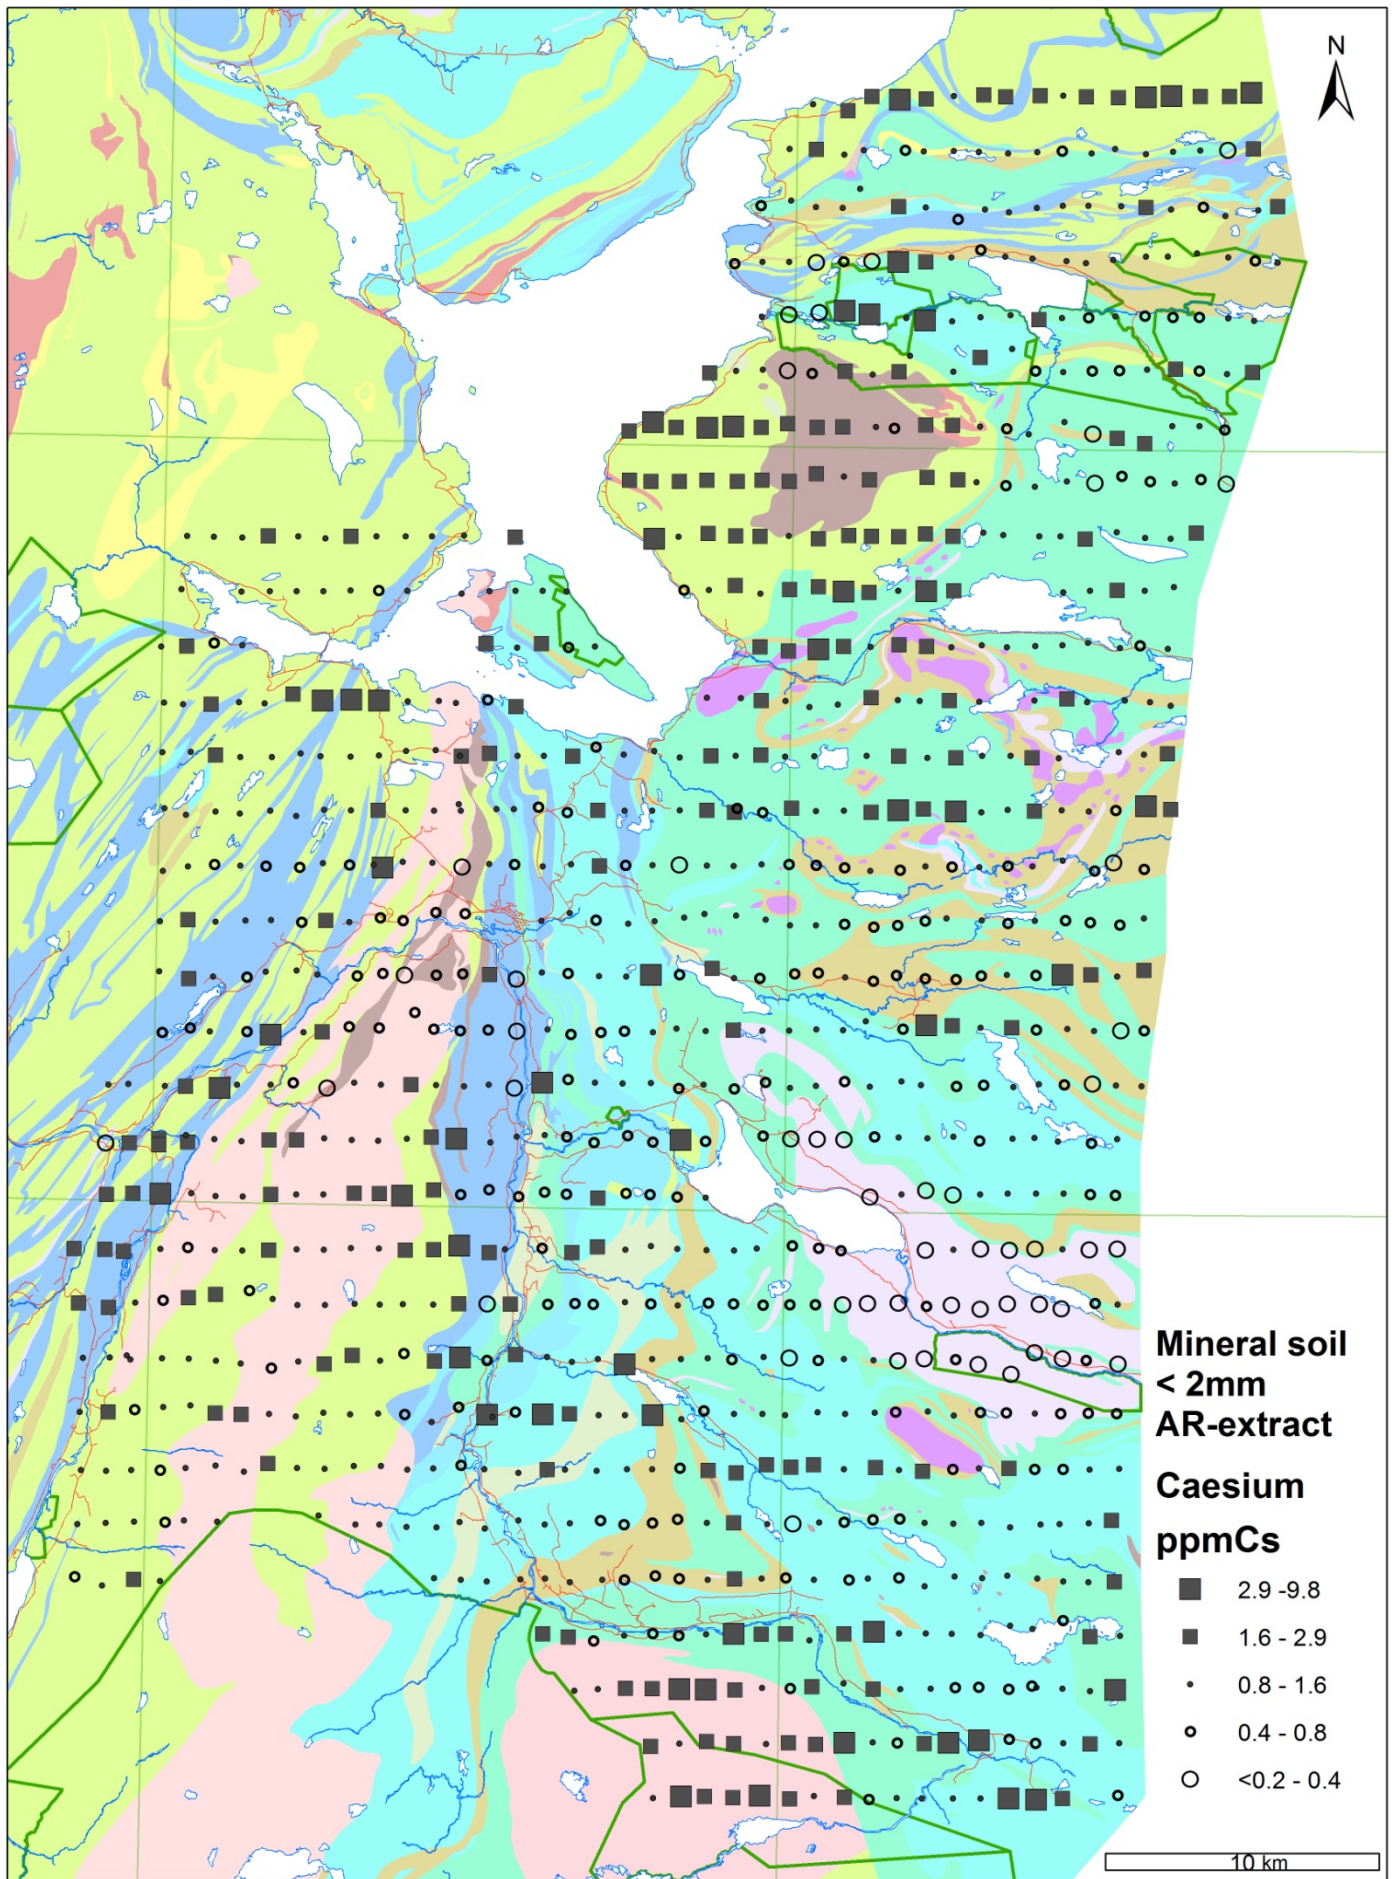 N
Mineral soil
< 2mm
AR-extract
Caesium
ppmCs
2.9 -9.8
1.6 - 2.9
0.8 - 1.6
0.4 - 0.8
<0.2 - 0.4
10 km